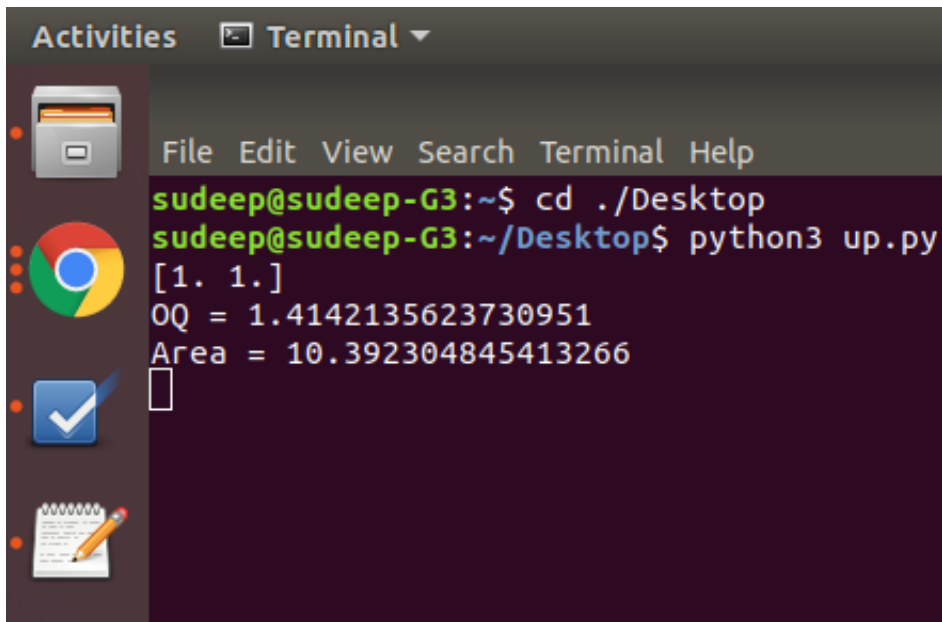 Activities Terminal
File Edit View Search Terminal Help
sudeep@sudeep-G3:~$ cd ./Desktop
sudeep@sudeep-G3:~/Desktop$ python3 up.py
[1. 1.]
OQ = 1.4142135623730951
Area = 10.392304845413266